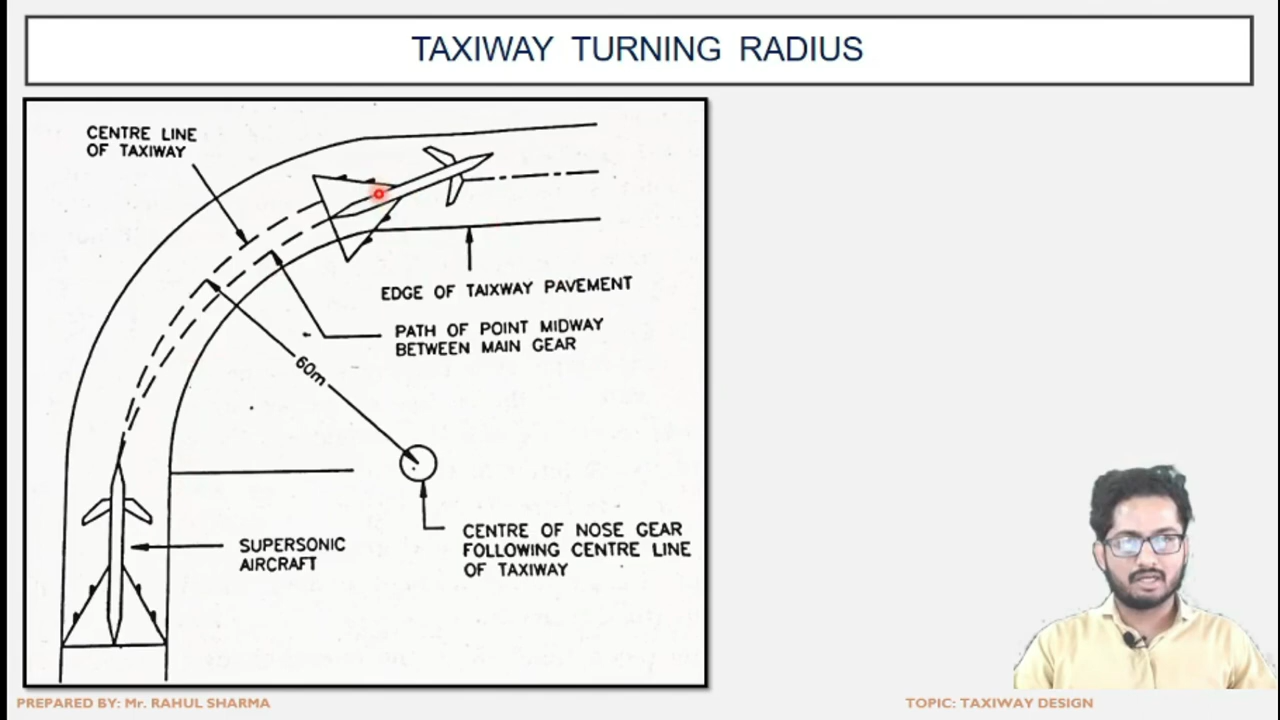 TAXIWAY TURNING RADIUS
CENTRE LINE
OF TAXIWAY
EDGE OF TAIXWAY PAVEMENT
PATH OF POINT MIDWAY
BETWEEN MAIN GEAR
60m
CENTRE OF NOSE GEAR
FOLLOWING CENTRE LINE
OF TAXIWAY
SUPERSONIC
AIRCRAFT
PREPARED BY: Mr. RAHUL SHARMA
TOPIC: TAXIWAY DESIGN